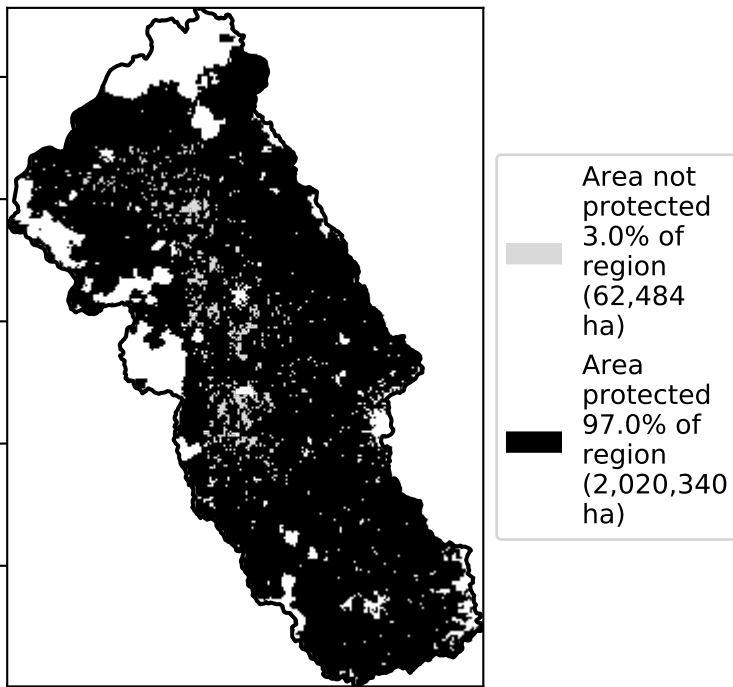 Area not
protected
3.0% of
region
(62,484
ha)
Area
protected
97.0% of
region
(2,020,340
ha)